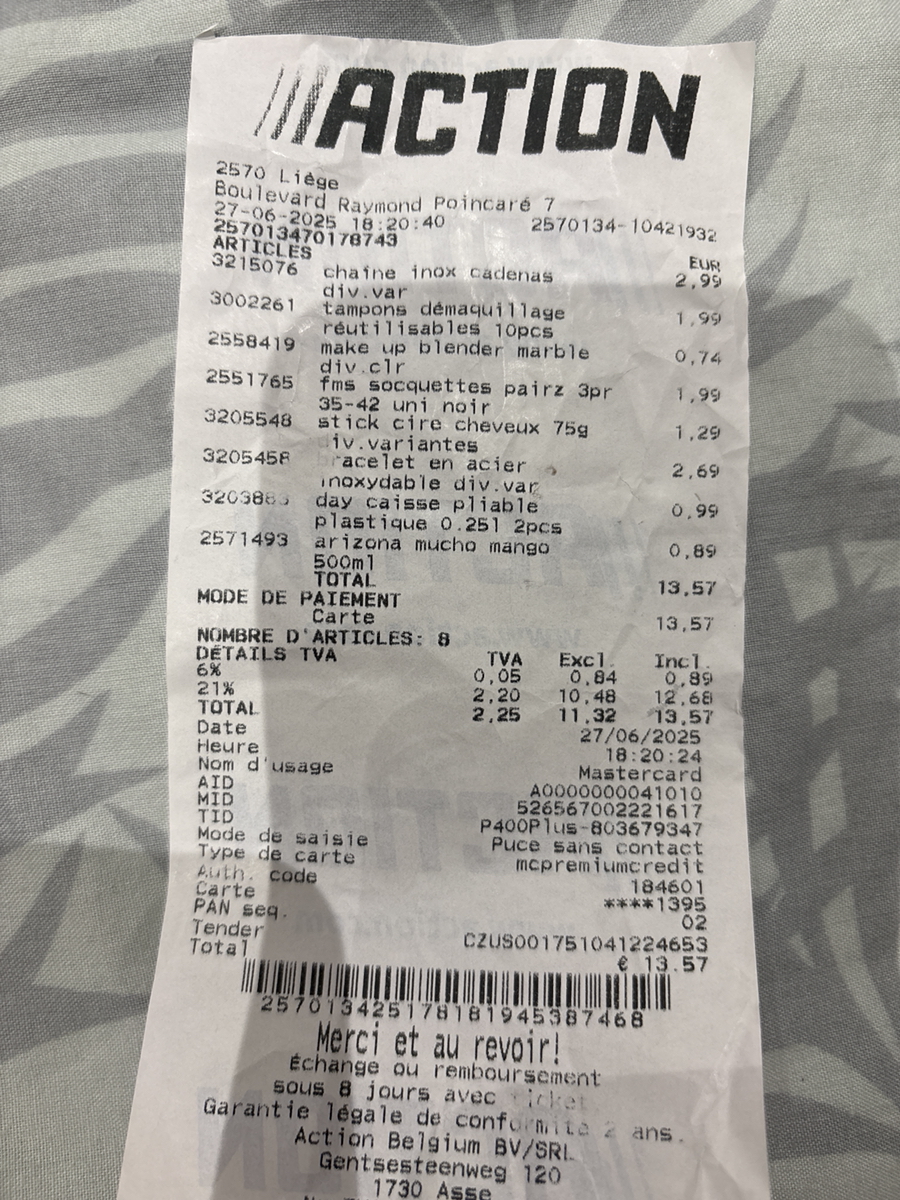 ACTION
2570 Liège
Boulevard Raymond Poincaré 7
27-06-2025 18:20:40 2570134-10421932
257013470178743
ARTICLES EUR
3215076 chaine inox cadenas 2,99
div.var
3002261 tampons démaquillage 1,99
réutilisables 10pcs
2558419 make up blender marble 0,74
div.clr
2551765 fms socquettes pairz 3pr 1,99
35-42 uni noir
3205548 stick cire cheveux 75g 1,29
div.variantes
3205458 bracelet en acier 2,69
inoxydable div.var
day caisse pliable 0,99
plastique 0.25l 2pcs
2571493 arizona mucho mango 0,89
500ml
TOTAL 13,57
MODE DE PAIEMENT
Carte 13,57
NOMBRE D'ARTICLES: 8
DÉTAILS TVA TVA Excl. Incl.
6% 0,05 0,84 0,89
21% 2,20 10,48 12,68
TOTAL 2,25 11,32 13,57
Date 27/06/2025
Heure 18:20:24
Nom d'usage Mastercard
AID A0000000041010
MID 526567002221617
TID P400Plus-803679347
Mode de saisie Puce sans contact
Type de carte mcpremiumcredit
Auth. code 184601
Carte ****1395
PAN seq. 02
Tender CZUS001751041224653
Total € 13.57
2570134251781819453874​68
Merci et au revoir!
Échange ou remboursement
sous 8 jours avec ticket
Garantie légale de conformité 2 ans.
Action Belgium BV/SRL
Gentsesteenweg 120
1730 Asse